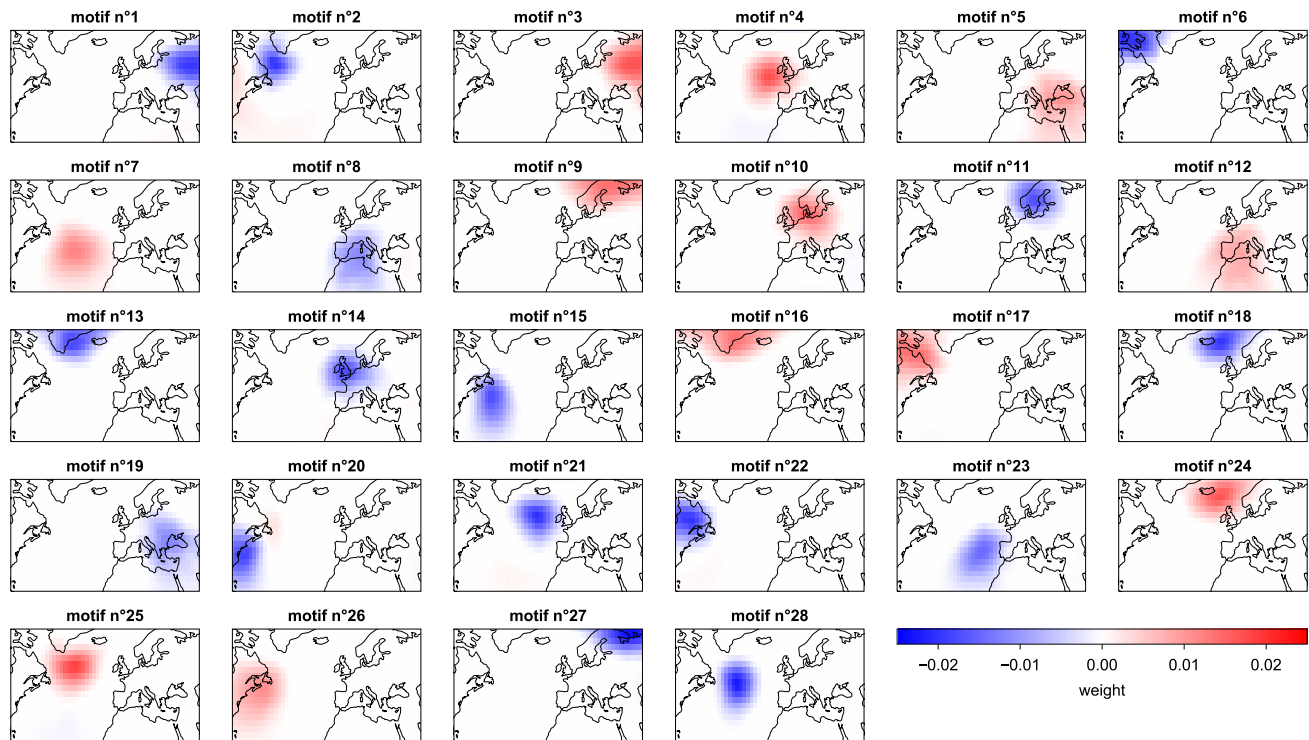 motif n°1 motif n°2 motif n°3 motif n°4 motif n°5 motif n°6
motif n°7 motif n°8 motif n°9 motif n°10 motif n°11 motif n°12
motif n°13 motif n°14 motif n°15 motif n°16 motif n°17 motif n°18
motif n°19 motif n°20 motif n°21 motif n°22 motif n°23 motif n°24
motif n°25 motif n°26 motif n°27 motif n°28
−0.02 −0.01 0.00 0.01 0.02
weight